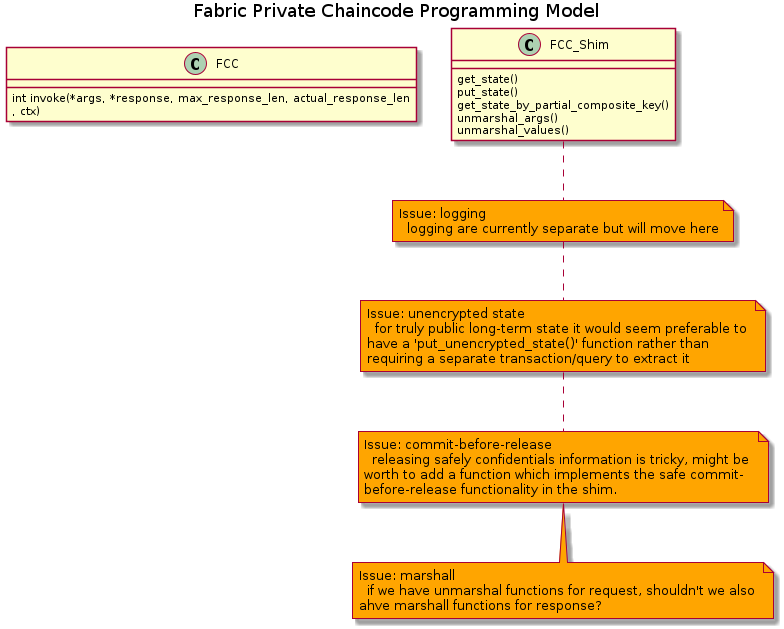 Fabric Private Chaincode Programming Model
C FCC
int invoke(*args, *response, max_response_len, actual_response_len
, ctx)
C FCC_Shim
get_state()
put_state()
get_state_by_partial_composite_key()
unmarshal_args()
unmarshal_values()
Issue: logging
logging are currently separate but will move here
Issue: unencrypted state
for truly public long-term state it would seem preferable to
have a 'put_unencrypted_state()' function rather than
requiring a separate transaction/query to extract it
Issue: commit-before-release
releasing safely confidentials information is tricky, might be
worth to add a function which implements the safe commit-
before-release functionality in the shim.
Issue: marshall
if we have unmarshal functions for request, shouldn't we also
ahve marshall functions for response?